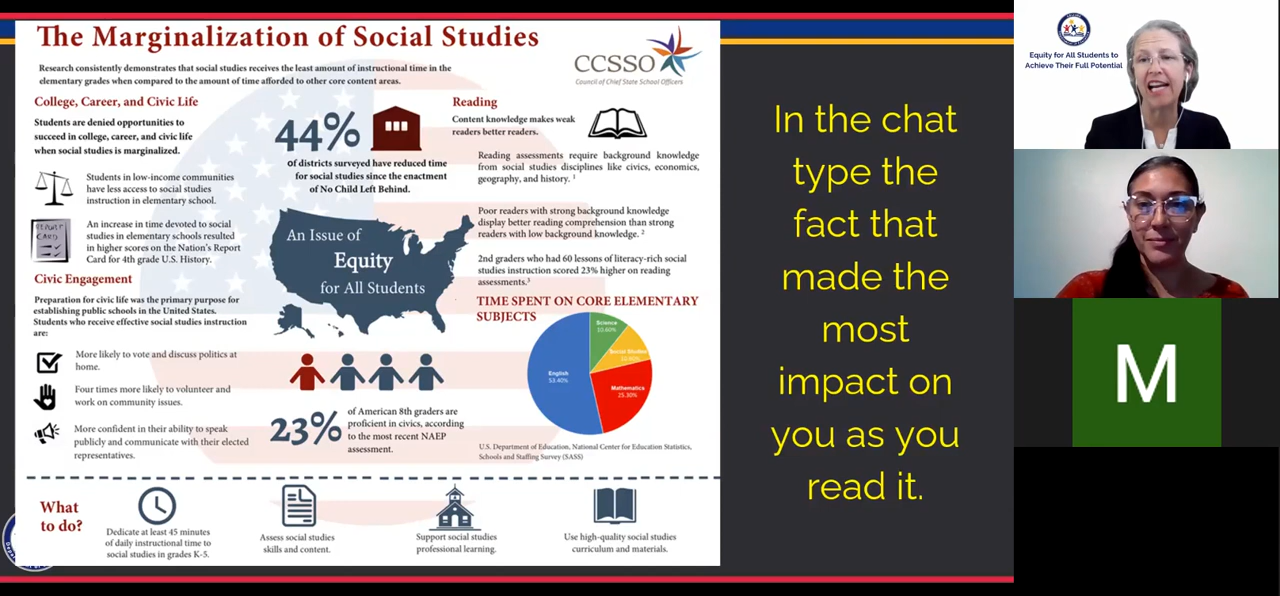 The Marginalization of Social Studies
Research consistently demonstrates that social studies receives the least amount of instructional time in the
elementary grades when compared to the amount of time afforded to other core content areas.
CCSSO
Council of Chief State School Officers
College, Career, and Civic Life
Students are denied opportunities to
succeed in college, career, and civic life
when social studies is marginalized.
Students in low-income communities
have less access to social studies
instruction in elementary school.
REPORT
CARD
An increase in time devoted to social
studies in elementary schools resulted
in higher scores on the Nation's Report
Card for 4th grade U.S. History.
Civic Engagement
Preparation for civic life was the primary purpose for
establishing public schools in the United States.
Students who receive effective social studies instruction
are:
More likely to vote and discuss politics at
home.
Four times more likely to volunteer and
work on community issues.
More confident in their ability to speak
publicly and communicate with their elected
representatives.
44%
of districts surveyed have reduced time
for social studies since the enactment
of No Child Left Behind.
An Issue of
Equity
for All Students
23%
of American 8th graders are
proficient in civics, according
to the most recent NAEP
assessment.
Reading
Content knowledge makes weak
readers better readers.
Reading assessments require background knowledge
from social studies disciplines like civics, economics,
geography, and history. 1
Poor readers with strong background knowledge
display better reading comprehension than strong
readers with low background knowledge. 2
2nd graders who had 60 lessons of literacy-rich social
studies instruction scored 23% higher on reading
assessments.3
TIME SPENT ON CORE ELEMENTARY
SUBJECTS
Science
10.60%
Social Studies
English
53.40%
Mathematics
25.30%
U.S. Department of Education, National Center for Education Statistics,
Schools and Staffing Survey (SASS)
What
to do?
Dedicate at least 45 minutes
of daily instructional time to
social studies in grades K-5.
Assess social studies
skills and content.
Support social studies
professional learning.
Use high-quality social studies
curriculum and materials.
In the chat
type the
fact that
made the
most
impact on
you as you
read it.
Equity for All Students to
Achieve Their Full Potential
M